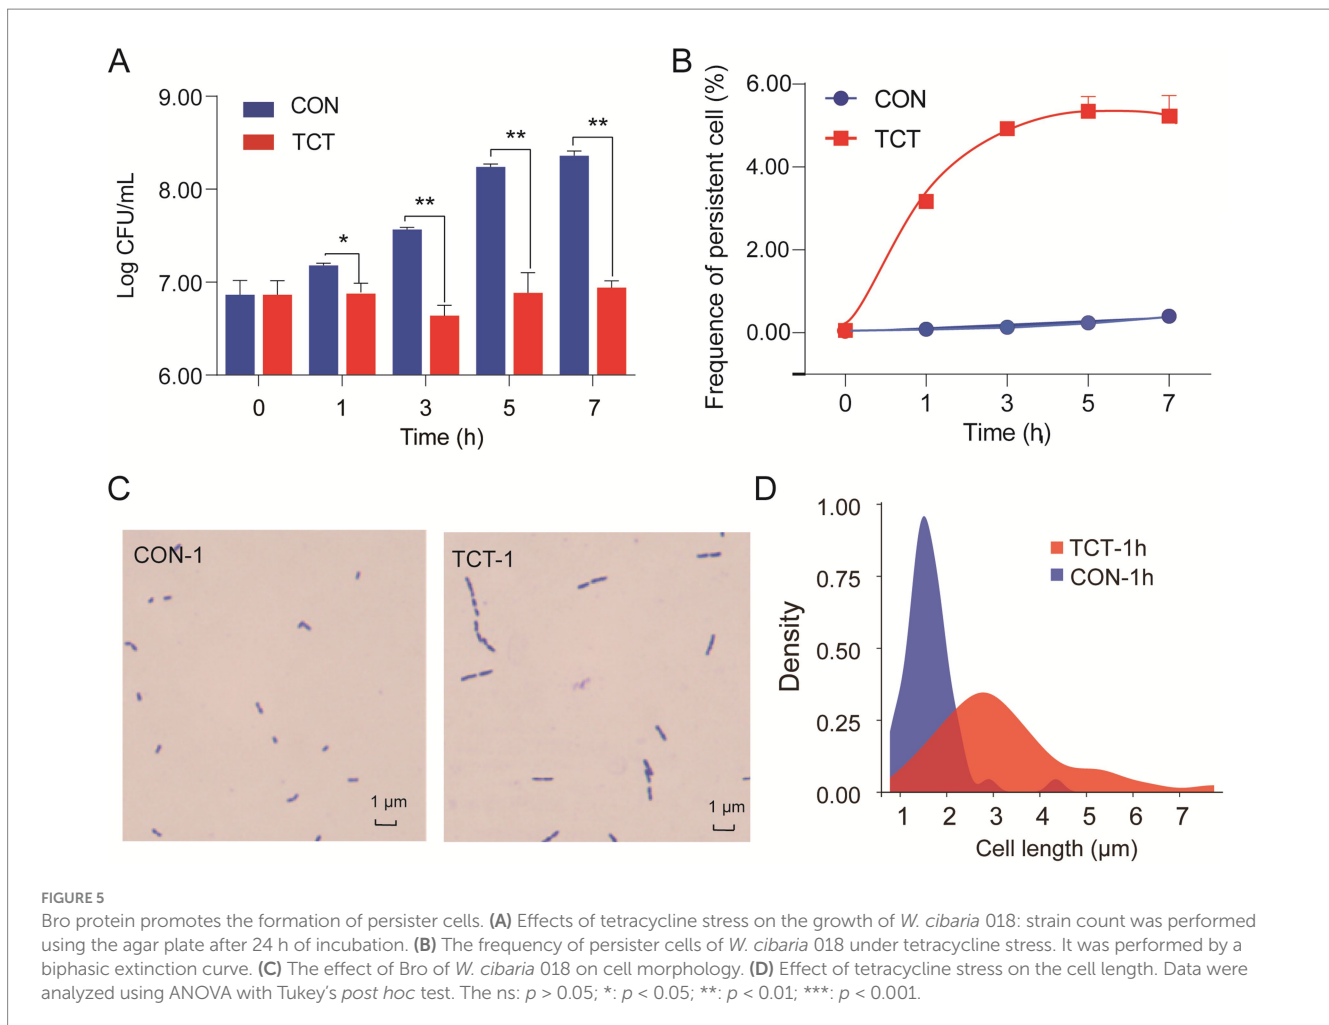 A
9.00
8.00
7.00
6.00
Log CFU/mL
CON
TCT
*
**
**
**
0 1 3 5 7
Time (h)
B
6.00
4.00
2.00
0.00
Frequence of persistent cell (%)
CON
TCT
0 1 3 5 7
Time (h)
C
CON-1
1 µm
TCT-1
1 µm
D
1.00
0.75
0.50
0.25
0.00
Density
TCT-1h
CON-1h
1 2 3 4 5 6 7
Cell length (µm)
FIGURE 5
Bro protein promotes the formation of persister cells. (A) Effects of tetracycline stress on the growth of W. cibaria 018: strain count was performed
using the agar plate after 24 h of incubation. (B) The frequency of persister cells of W. cibaria 018 under tetracycline stress. It was performed by a
biphasic extinction curve. (C) The effect of Bro of W. cibaria 018 on cell morphology. (D) Effect of tetracycline stress on the cell length. Data were
analyzed using ANOVA with Tukey’s post hoc test. The ns: p > 0.05; *: p < 0.05; **: p < 0.01; ***: p < 0.001.